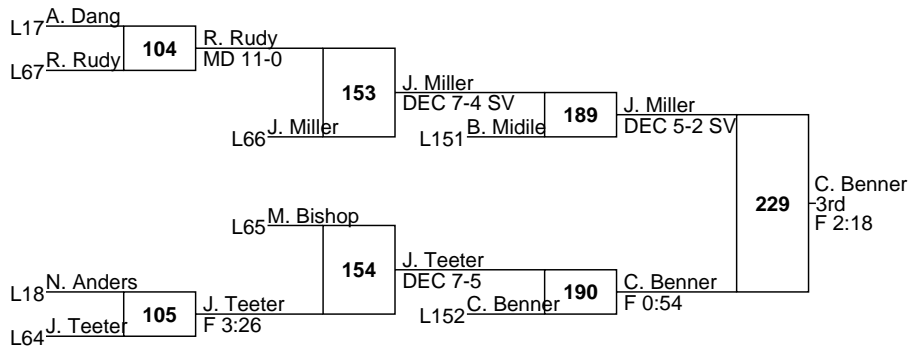 L17 A. Dang
104
L67 R. Rudy
R. Rudy
MD 11-0
153
L66 J. Miller
J. Miller
DEC 7-4 SV
189
L151 B. Midile
J. Miller
DEC 5-2 SV
229
C. Benner
3rd
F 2:18
L65 M. Bishop
154
L18 N. Anders
105
L64 J. Teeter
J. Teeter
F 3:26
J. Teeter
DEC 7-5
190
L152 C. Benner
C. Benner
F 0:54